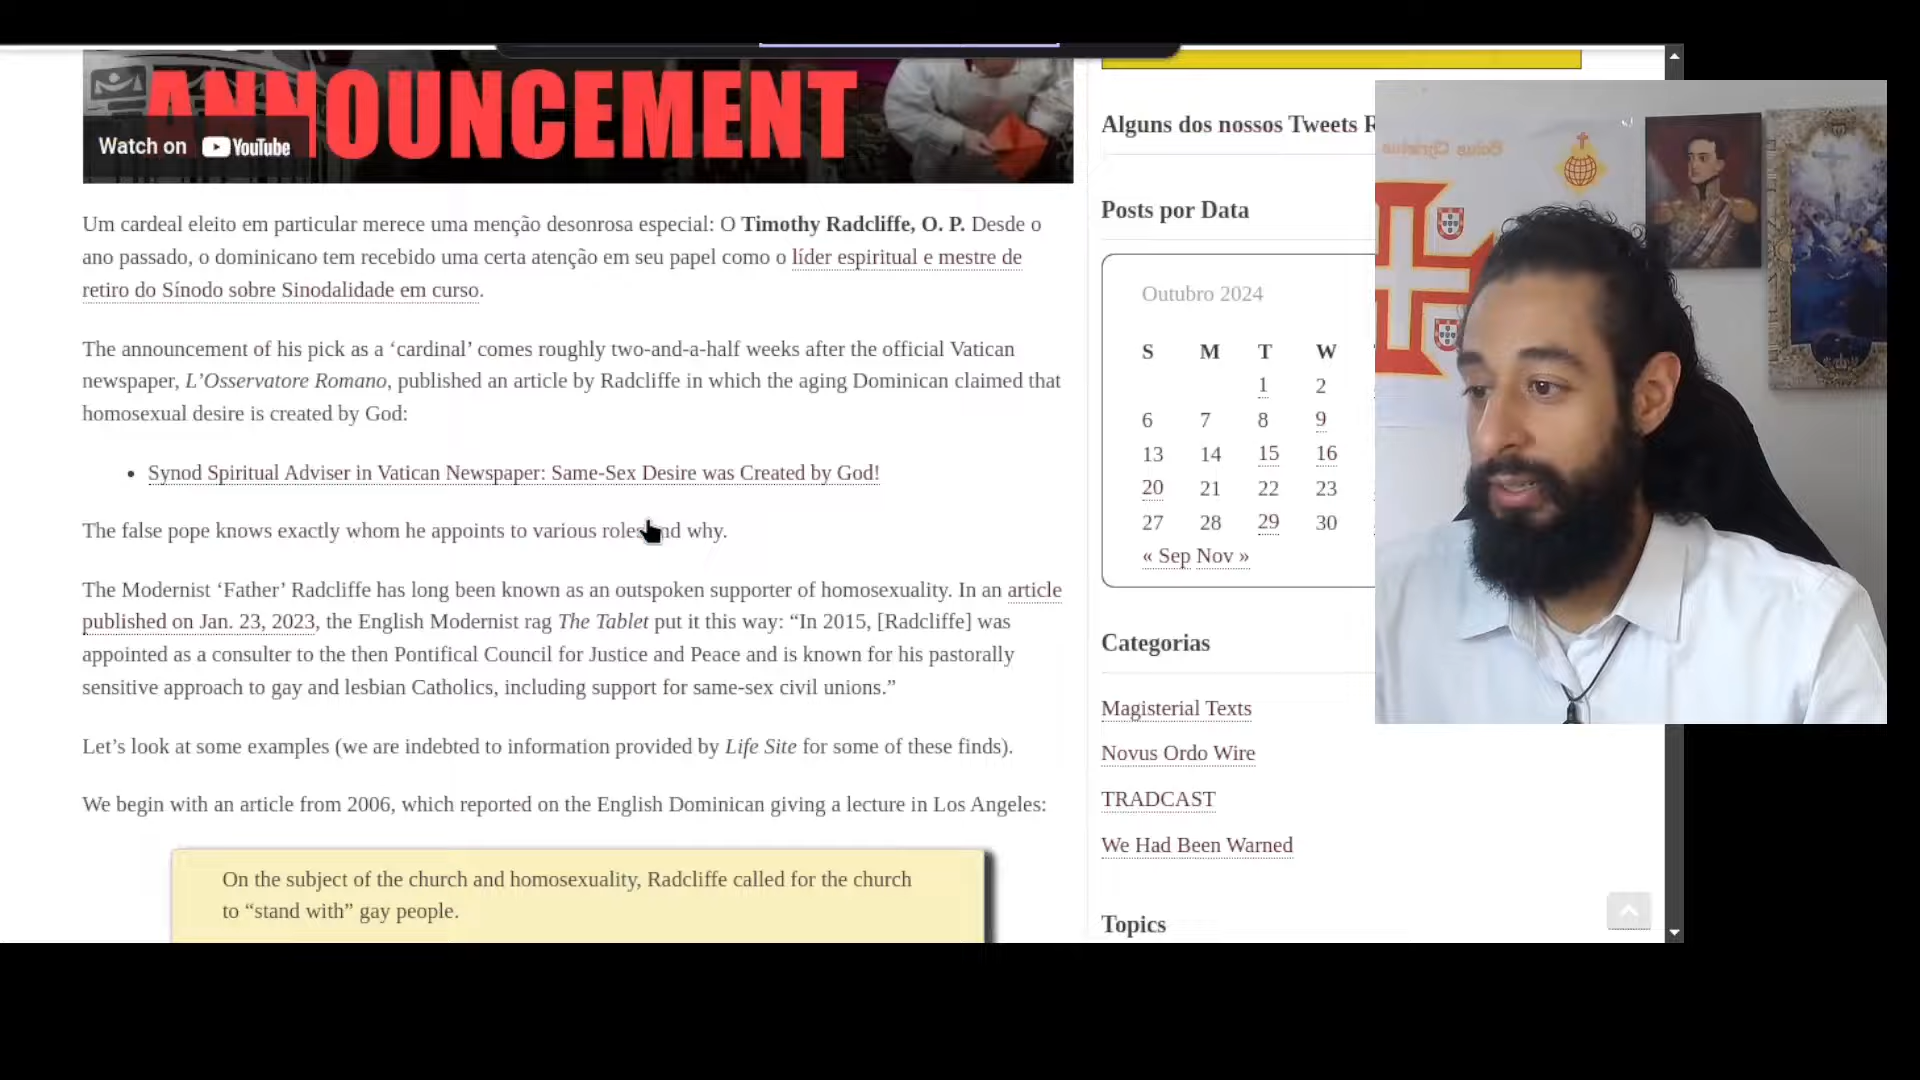 ANNOUNCEMENT
Watch on YouTube
Um cardeal eleito em particular merece uma menção desonrosa especial: O Timothy Radcliffe, O. P. Desde o
ano passado, o dominicano tem recebido uma certa atenção em seu papel como o líder espiritual e mestre de
retiro do Sínodo sobre Sinodalidade em curso.
The announcement of his pick as a ‘cardinal’ comes roughly two-and-a-half weeks after the official Vatican
newspaper, L’Osservatore Romano, published an article by Radcliffe in which the aging Dominican claimed that
homosexual desire is created by God:
• Synod Spiritual Adviser in Vatican Newspaper: Same-Sex Desire was Created by God!
The false pope knows exactly whom he appoints to various roles and why.
The Modernist ‘Father’ Radcliffe has long been known as an outspoken supporter of homosexuality. In an article
published on Jan. 23, 2023, the English Modernist rag The Tablet put it this way: “In 2015, [Radcliffe] was
appointed as a consulter to the then Pontifical Council for Justice and Peace and is known for his pastorally
sensitive approach to gay and lesbian Catholics, including support for same-sex civil unions.”
Let’s look at some examples (we are indebted to information provided by Life Site for some of these finds).
We begin with an article from 2006, which reported on the English Dominican giving a lecture in Los Angeles:
On the subject of the church and homosexuality, Radcliffe called for the church
to “stand with” gay people.
Alguns dos nossos Tweets R
Posts por Data
Outubro 2024
S M T W
1 2
6 7 8 9
13 14 15 16
20 21 22 23
27 28 29 30
« Sep Nov »
Categorias
Magisterial Texts
Novus Ordo Wire
TRADCAST
We Had Been Warned
Topics